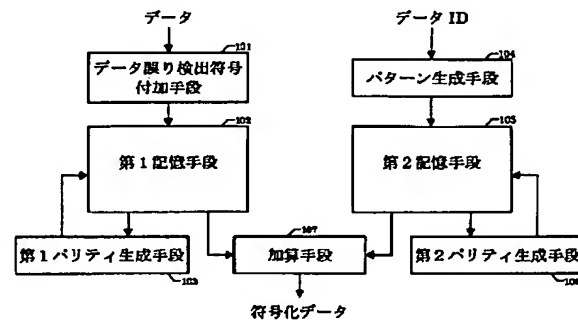 データ
データ ID
101
データ誤り検出符号
付加手段
104
パターン生成手段
102
第1記憶手段
105
第2記憶手段
107
第1パリティ生成手段
加算手段
第2パリティ生成手段
103
106
符号化データ